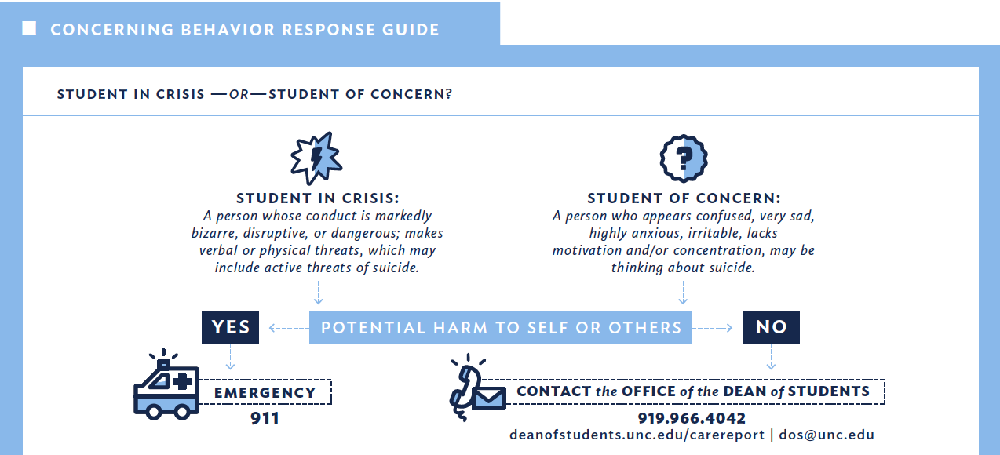 CONCERNING BEHAVIOR RESPONSE GUIDE
STUDENT IN CRISIS —OR—STUDENT OF CONCERN?
STUDENT IN CRISIS:
A person whose conduct is markedly
bizarre, disruptive, or dangerous; makes
verbal or physical threats, which may
include active threats of suicide.
?
STUDENT OF CONCERN:
A person who appears confused, very sad,
highly anxious, irritable, lacks
motivation and/or concentration, may be
thinking about suicide.
YES
POTENTIAL HARM TO SELF OR OTHERS
NO
EMERGENCY
911
CONTACT the OFFICE of the DEAN of STUDENTS
919.966.4042
deanofstudents.unc.edu/carereport | dos@unc.edu